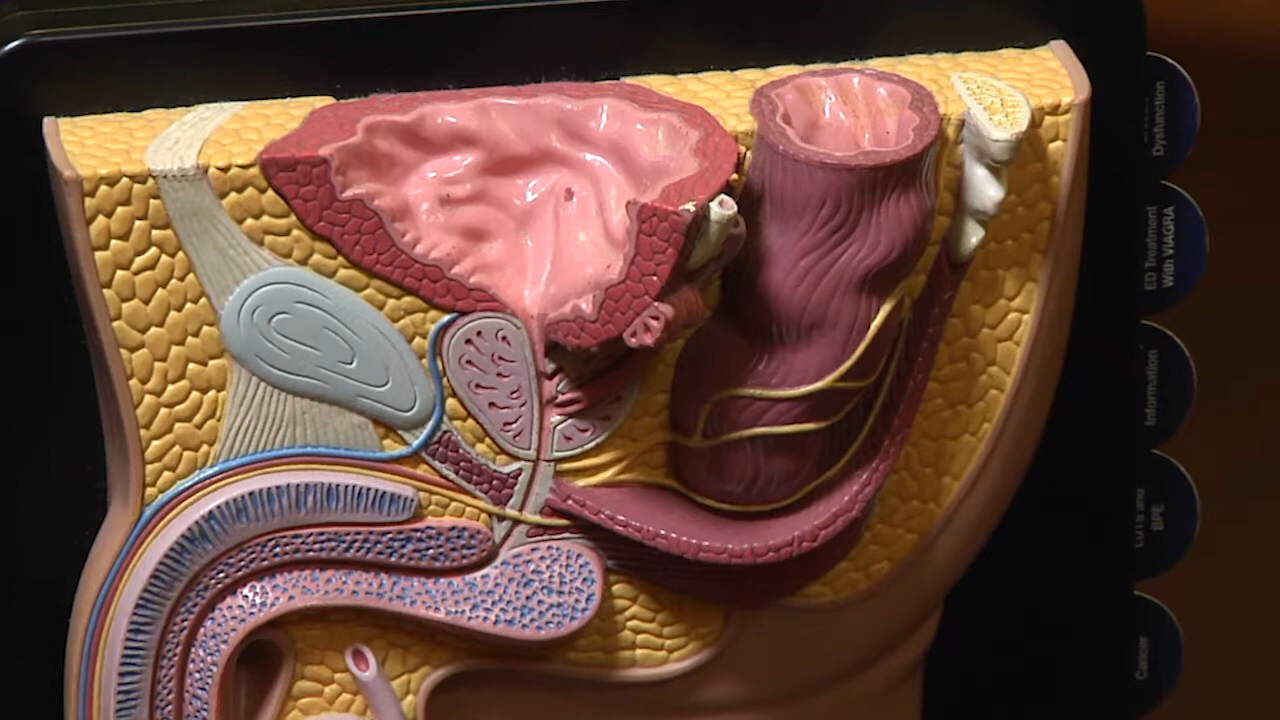 Dysfunction
ED Treatment
With VIAGRA
Information
BPE
Cancer